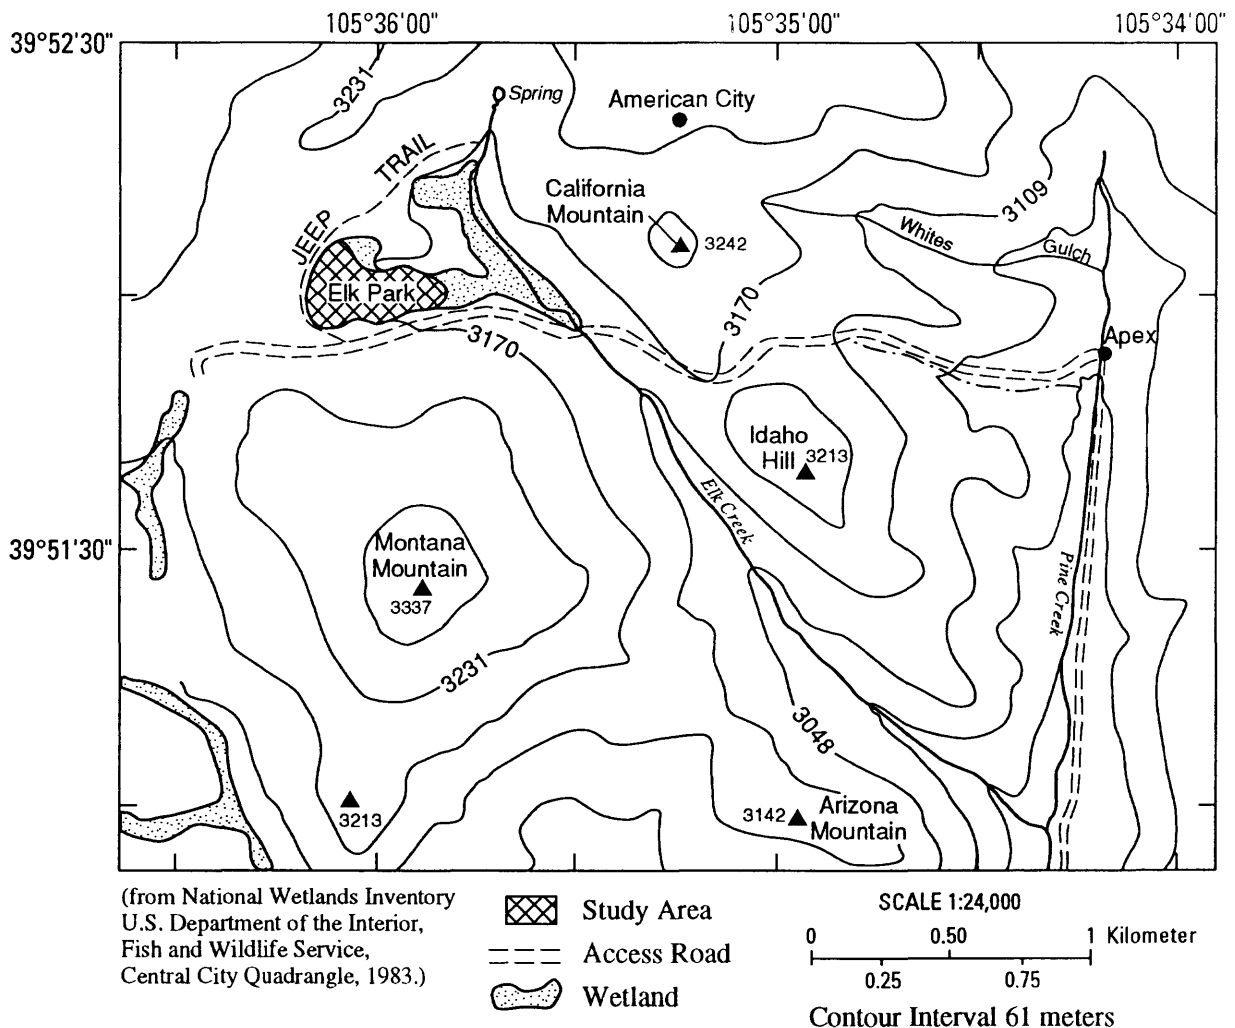 105°36'00"
105°35'00"
105°34'00"
39°52'30"
3231
Spring
American City
TRAIL
California
Mountain
3242
3109
Whites
Gulch
JEEP
Elk Park
3170
3170
Apex
Idaho
Hill
3213
Elk Creek
39°51'30"
Montana
Mountain
3337
Pine Creek
3231
3048
3213
3142
Arizona
Mountain
(from National Wetlands Inventory
U.S. Department of the Interior,
Fish and Wildlife Service,
Central City Quadrangle, 1983.)
Study Area
Access Road
Wetland
SCALE 1:24,000
0 0.50 1 Kilometer
0.25 0.75
Contour Interval 61 meters